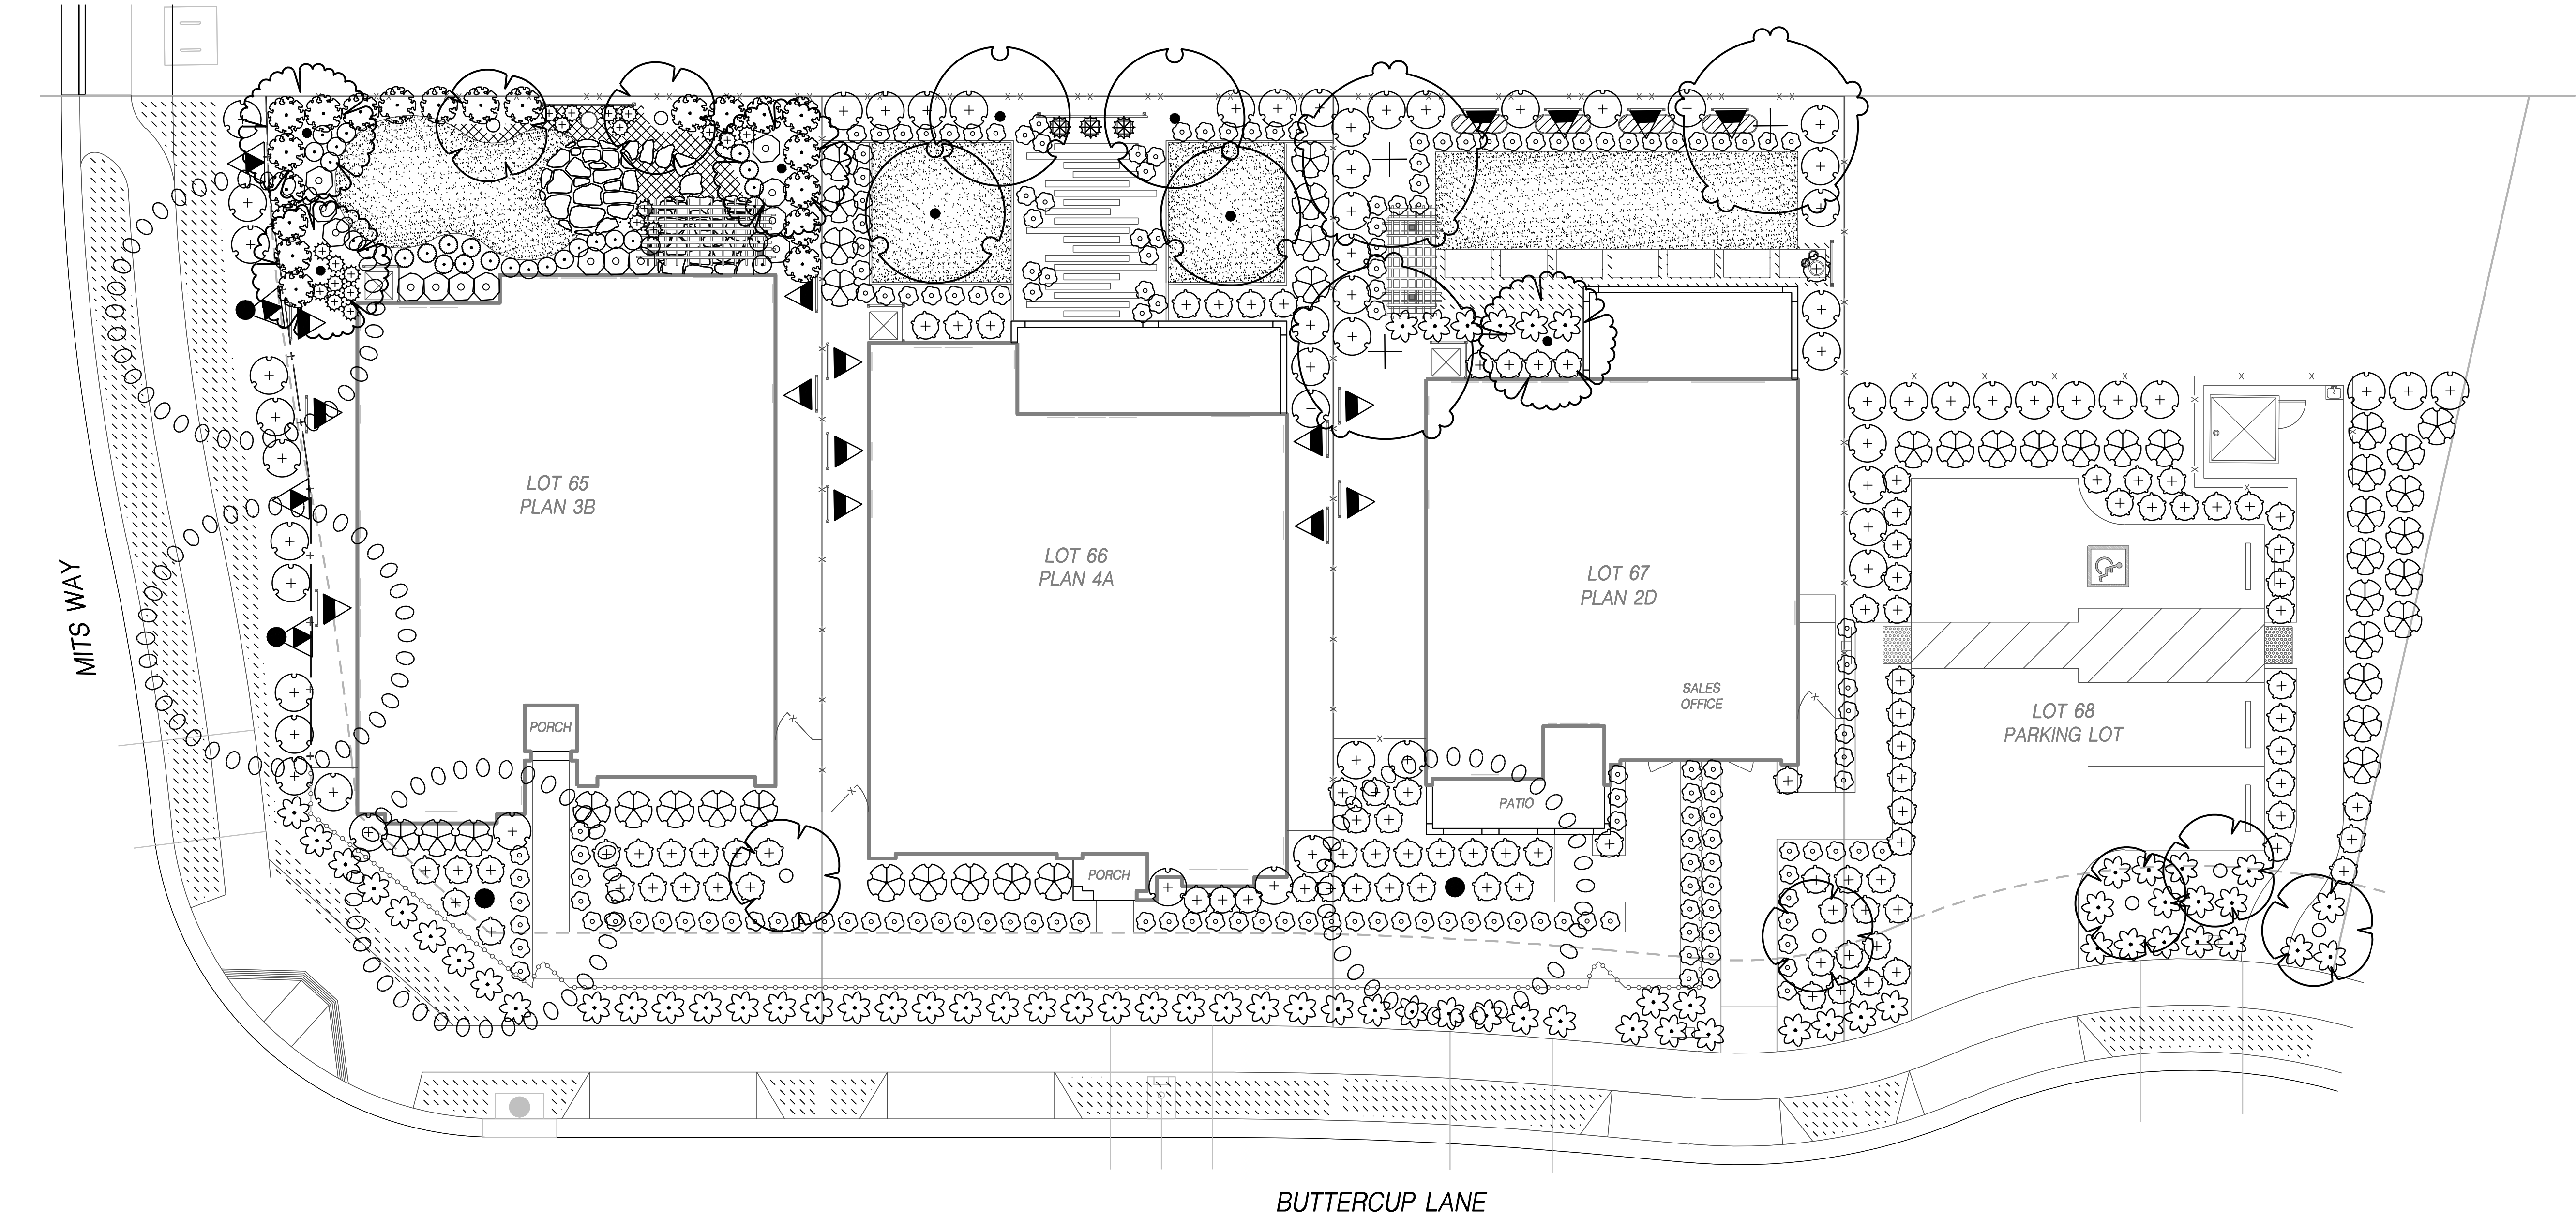 LOT 65
PLAN 3B
LOT 66
PLAN 4A
LOT 67
PLAN 2D
MITS WAY
SALES
OFFICE
LOT 68
PARKING LOT
PORCH
PATIO
PORCH
BUTTERCUP LANE